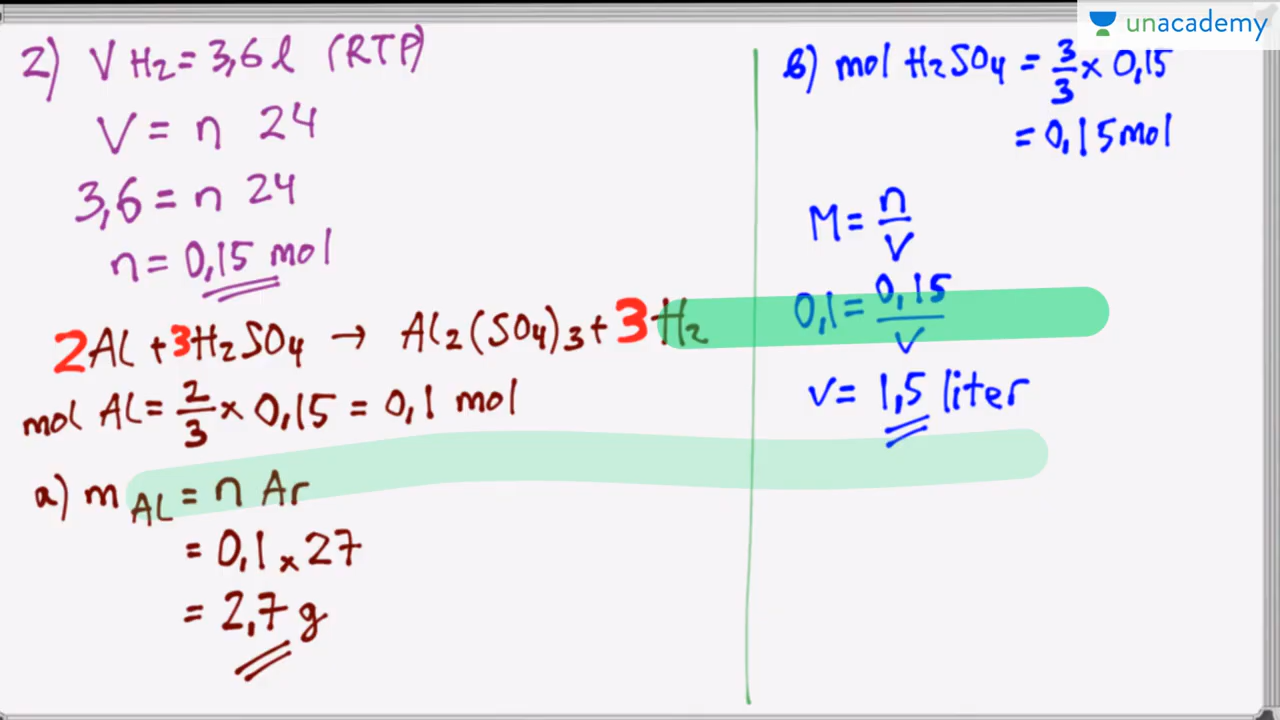 unacademy
2) V H₂ = 3,6 l (RTP)
V = n 24
3,6 = n 24
n = 0,15 mol
2Al + 3H₂SO₄ → Al₂(SO₄)₃ + 3H₂
mol Al = 2/3 × 0,15 = 0,1 mol
a) m AL = n Ar
= 0,1 × 27
= 2,7 g
b) mol H₂SO₄ = 3/3 × 0,15
= 0,15 mol
M = n/V
0,1 = 0,15/V
V = 1,5 liter